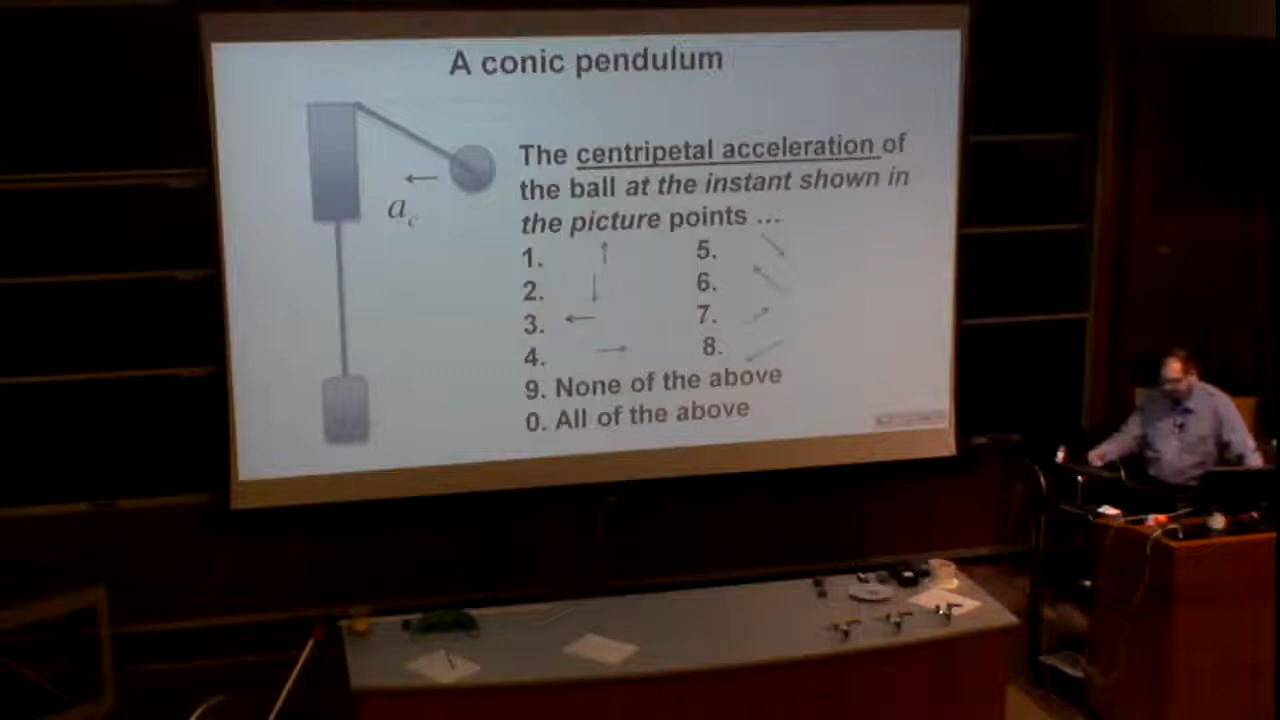 A conic pendulum
The centripetal acceleration of
the ball at the instant shown in
the picture points ...
a_c
1.
2.
3.
4.
5.
6.
7.
8.
9. None of the above
0. All of the above